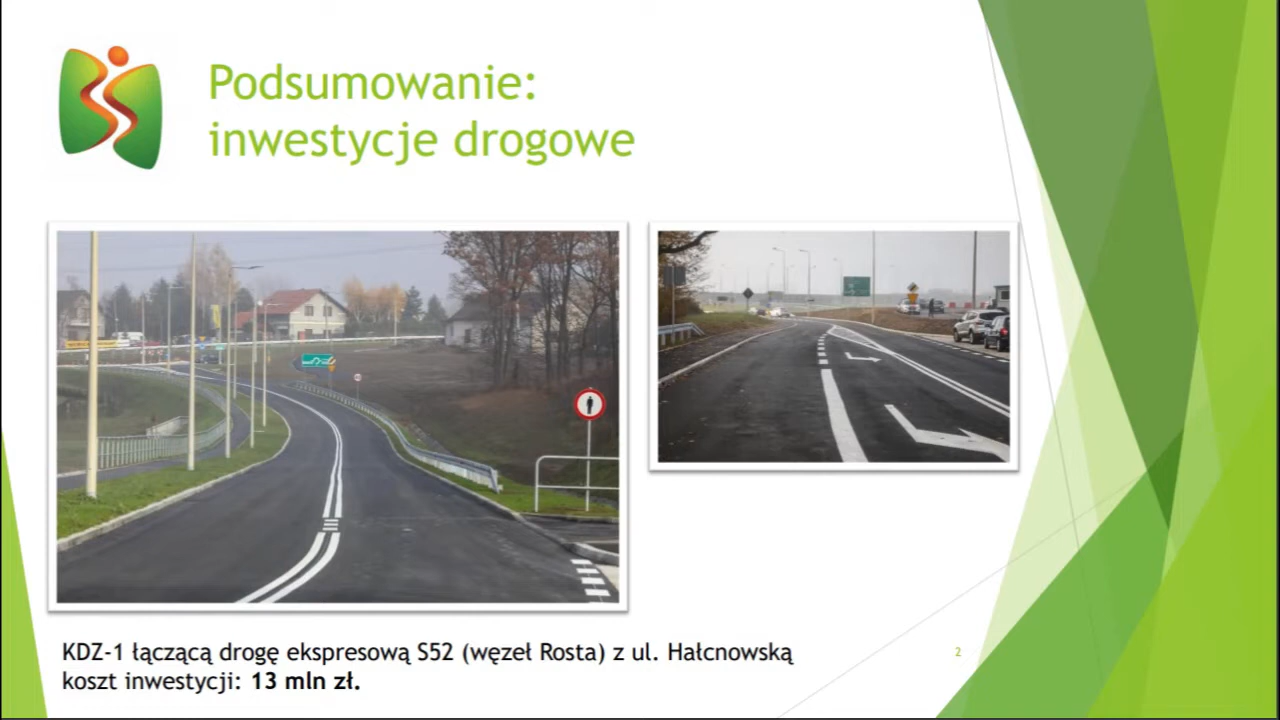 Podsumowanie:
inwestycje drogowe
KDZ-1 łączącą drogę ekspresową S52 (węzeł Rosta) z ul. Hałcnowską
koszt inwestycji: 13 mln zł.
2